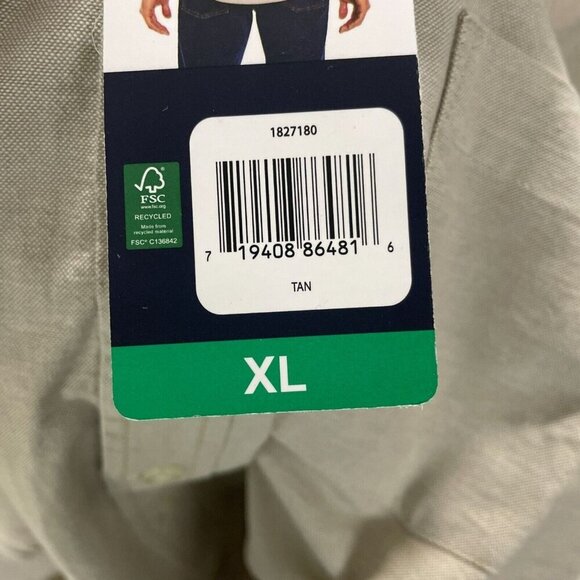 1827180
FSC
www.fsc.org
RECYCLED
Made from
recycled material
FSC® C136842
7 19408 86481 6
TAN
XL